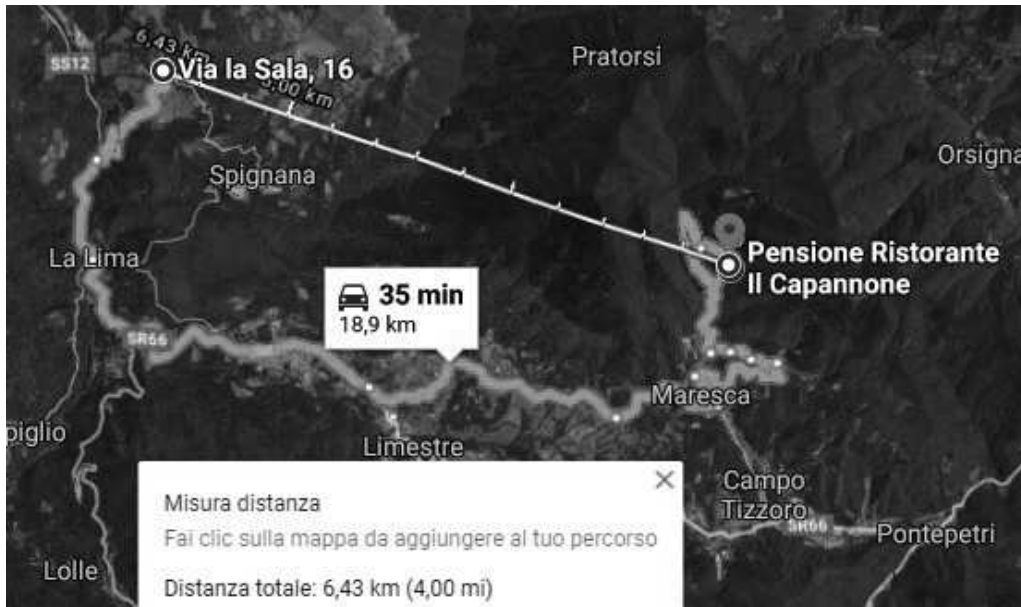 6,43 km
SS12
Via la Sala, 16
5,00 km
Pratorsi
Orsigna
Spignana
La Lima
Pensione Ristorante
Il Capannone
35 min
18,9 km
SR66
Maresca
piglio
Limestre
Campo
Tizzoro
SR66
Pontepetri
Lolle
Misura distanza
Fai clic sulla mappa da aggiungere al tuo percorso
Distanza totale: 6,43 km (4,00 mi)